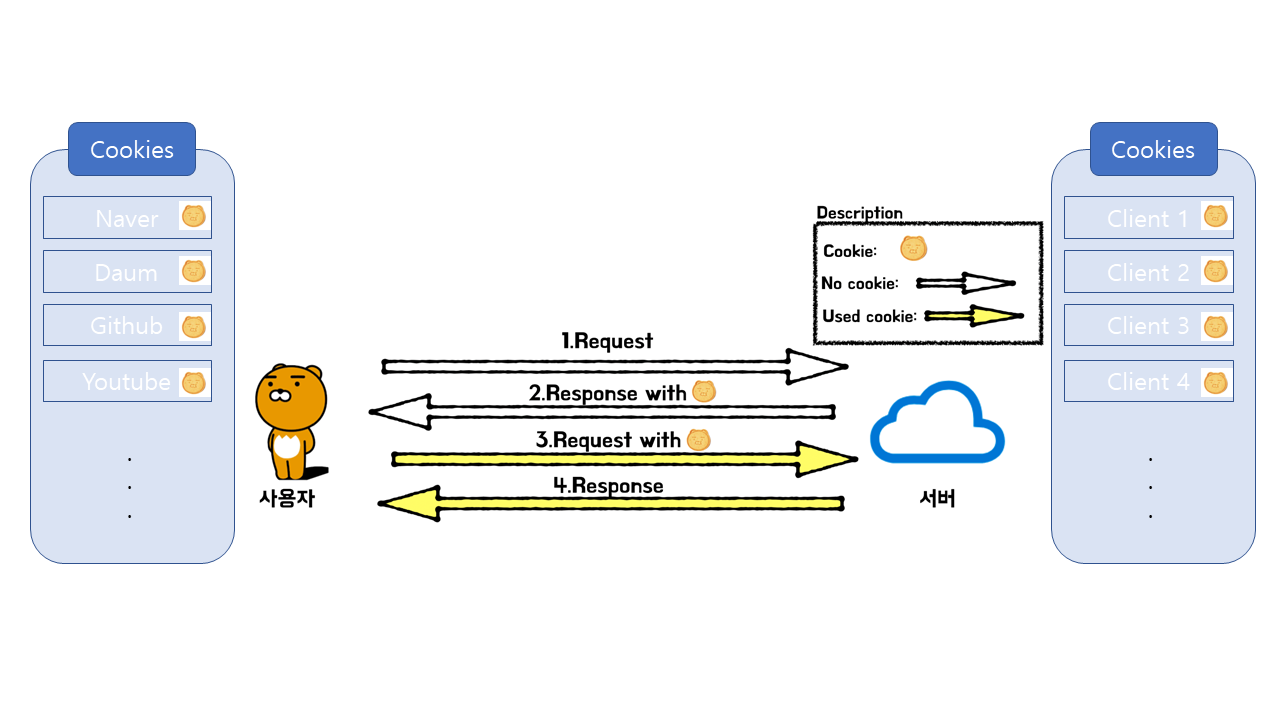 Cookies
Naver
Daum
Github
Youtube
.
.
.
사용자
1.Request
2.Response with
3.Request with
4.Response
Description
Cookie:
No cookie:
Used cookie:
서버
Cookies
Client 1
Client 2
Client 3
Client 4
.
.
.